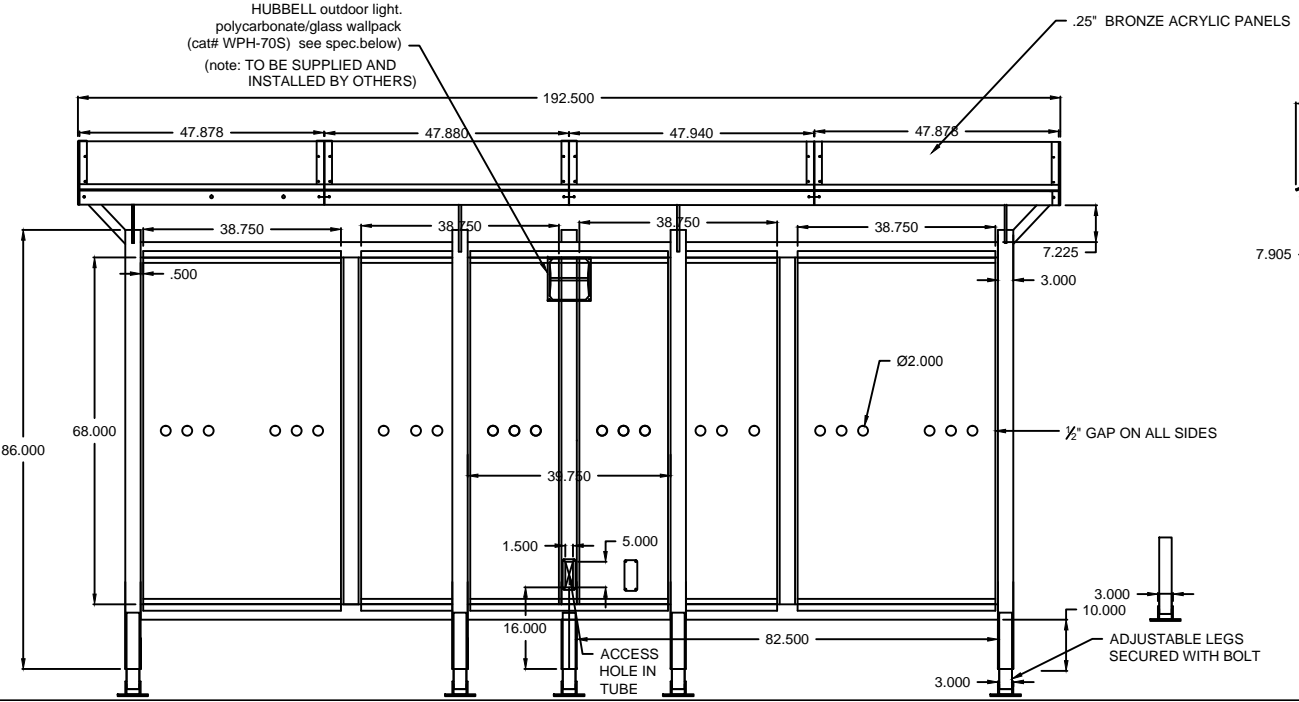 HUBBELL outdoor light.
polycarbonate/glass wallpack
(cat# WPH-70S) see spec.below)
(note: TO BE SUPPLIED AND
INSTALLED BY OTHERS)
.25" BRONZE ACRYLIC PANELS
192.500
47.878
47.880
47.940
47.878
38.750
38.750
38.750
38.750
7.225
7.905
.500
3.000
Ø2.000
86.000
68.000
½" GAP ON ALL SIDES
39.750
1.500
5.000
3.000
10.000
16.000
82.500
ACCESS
HOLE IN
TUBE
ADJUSTABLE LEGS
SECURED WITH BOLT
3.000